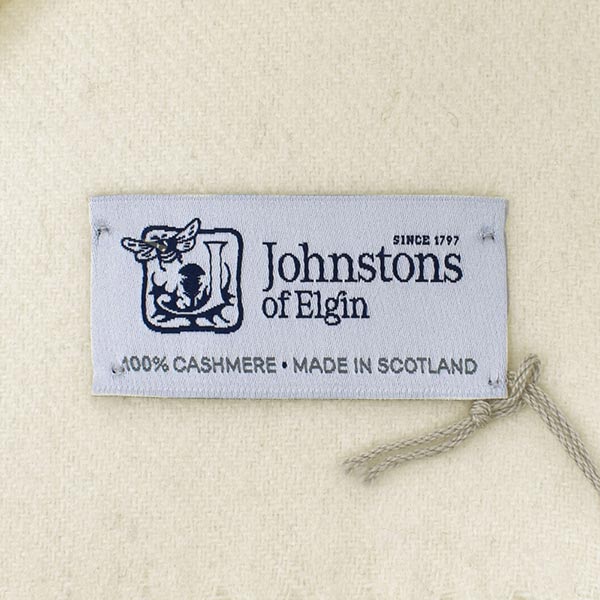 SINCE 1797
Johnstons
of Elgin
100% CASHMERE • MADE IN SCOTLAND